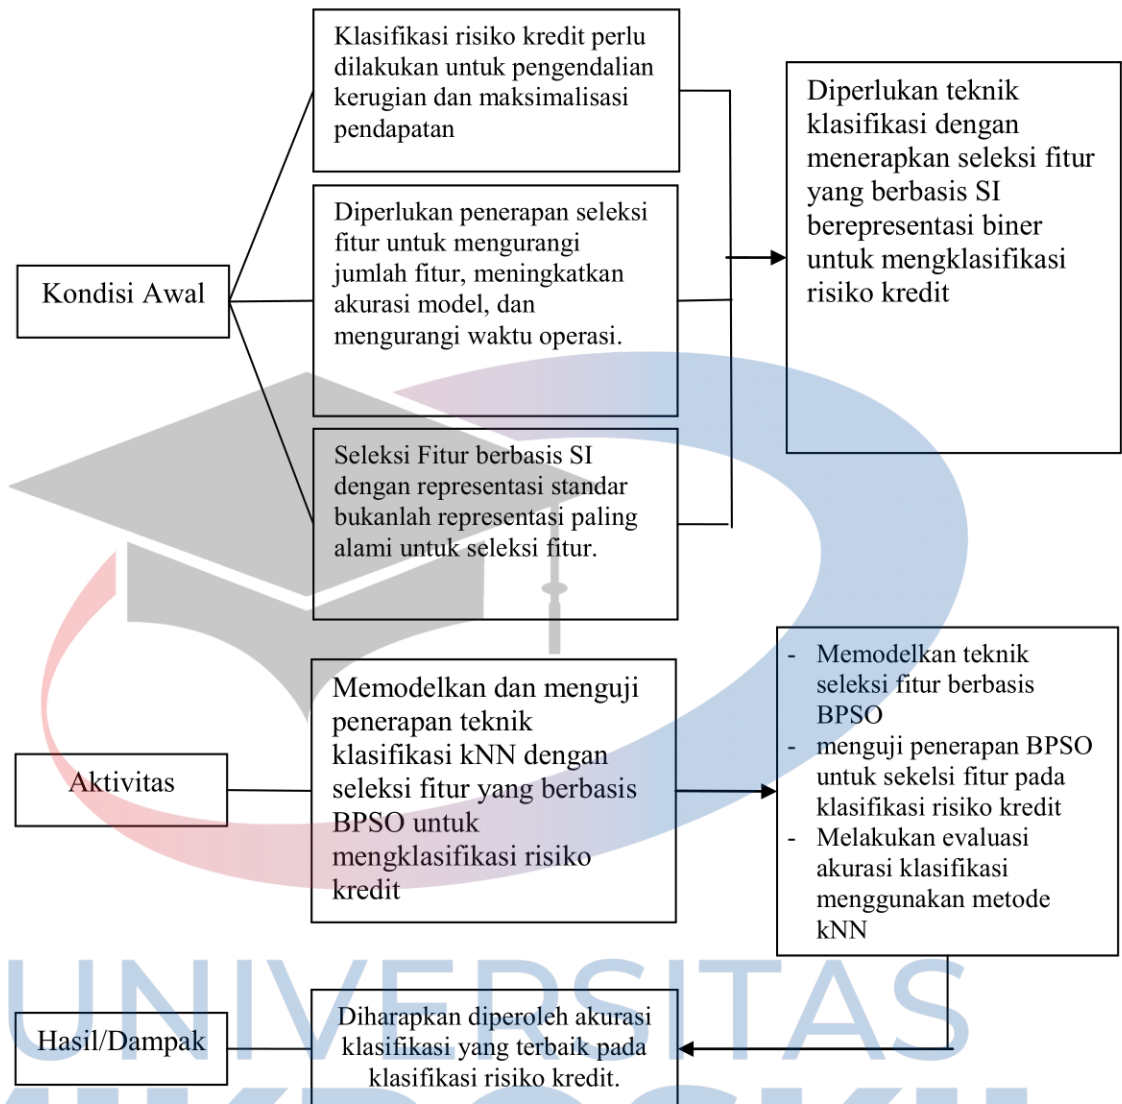 Klasifikasi risiko kredit perlu
dilakukan untuk pengendalian
kerugian dan maksimalisasi
pendapatan
Diperlukan teknik
klasifikasi dengan
menerapkan seleksi fitur
yang berbasis SI
berepresentasi biner
untuk mengklasifikasi
risiko kredit
Kondisi Awal
Diperlukan penerapan seleksi
fitur untuk mengurangi
jumlah fitur, meningkatkan
akurasi model, dan
mengurangi waktu operasi.
Seleksi Fitur berbasis SI
dengan representasi standar
bukanlah representasi paling
alami untuk seleksi fitur.
Aktivitas
Memodelkan dan menguji
penerapan teknik
klasifikasi kNN dengan
seleksi fitur yang berbasis
BPSO untuk
mengklasifikasi risiko
kredit
- Memodelkan teknik
seleksi fitur berbasis
BPSO
- menguji penerapan BPSO
untuk sekelsi fitur pada
klasifikasi risiko kredit
- Melakukan evaluasi
akurasi klasifikasi
menggunakan metode
kNN
UNIVERSITAS
Hasil/Dampak
Diharapkan diperoleh akurasi
klasifikasi yang terbaik pada
klasifikasi risiko kredit.